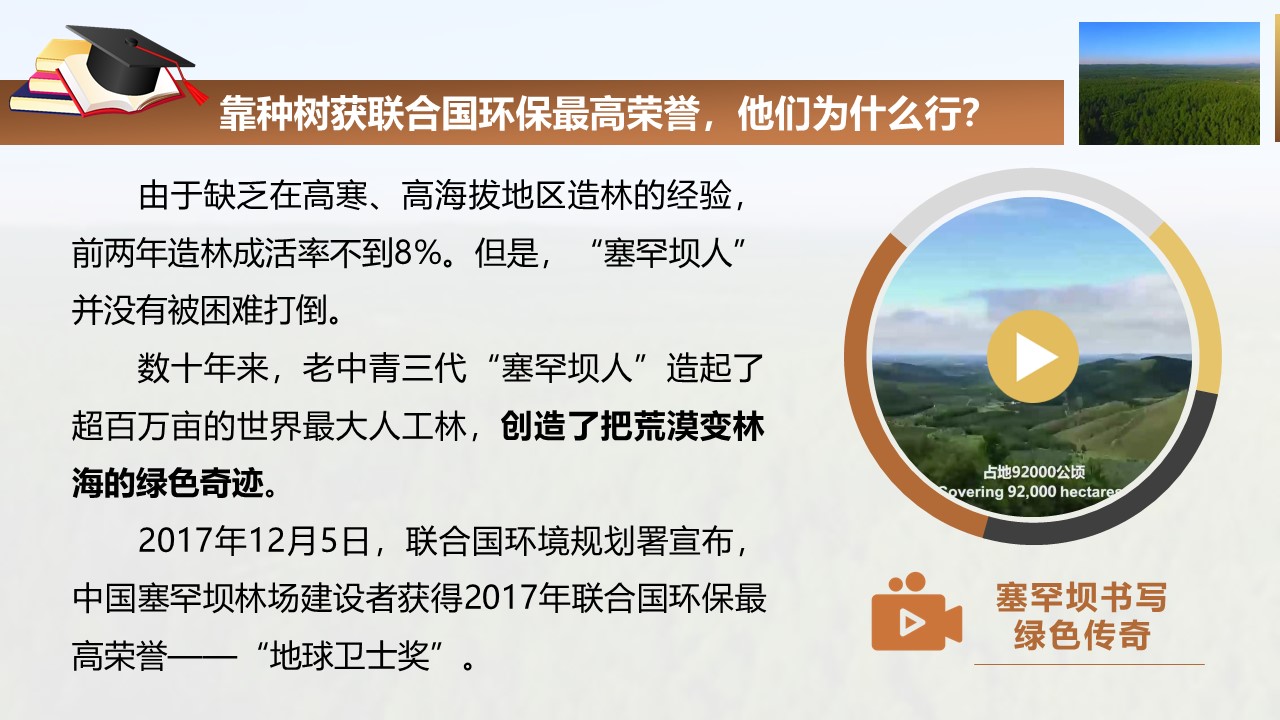 靠种树获联合国环保最高荣誉，他们为什么行？
由于缺乏在高寒、高海拔地区造林的经验，
前两年造林成活率不到8%。但是，“塞罕坝人”
并没有被困难打倒。
数十年来，老中青三代“塞罕坝人”造起了
超百万亩的世界最大人工林，创造了把荒漠变林
海的绿色奇迹。
2017年12月5日，联合国环境规划署宣布，
中国塞罕坝林场建设者获得2017年联合国环保最
高荣誉——“地球卫士奖”。
占地92000公顷
Covering 92,000 hectares
塞罕坝书写
绿色传奇